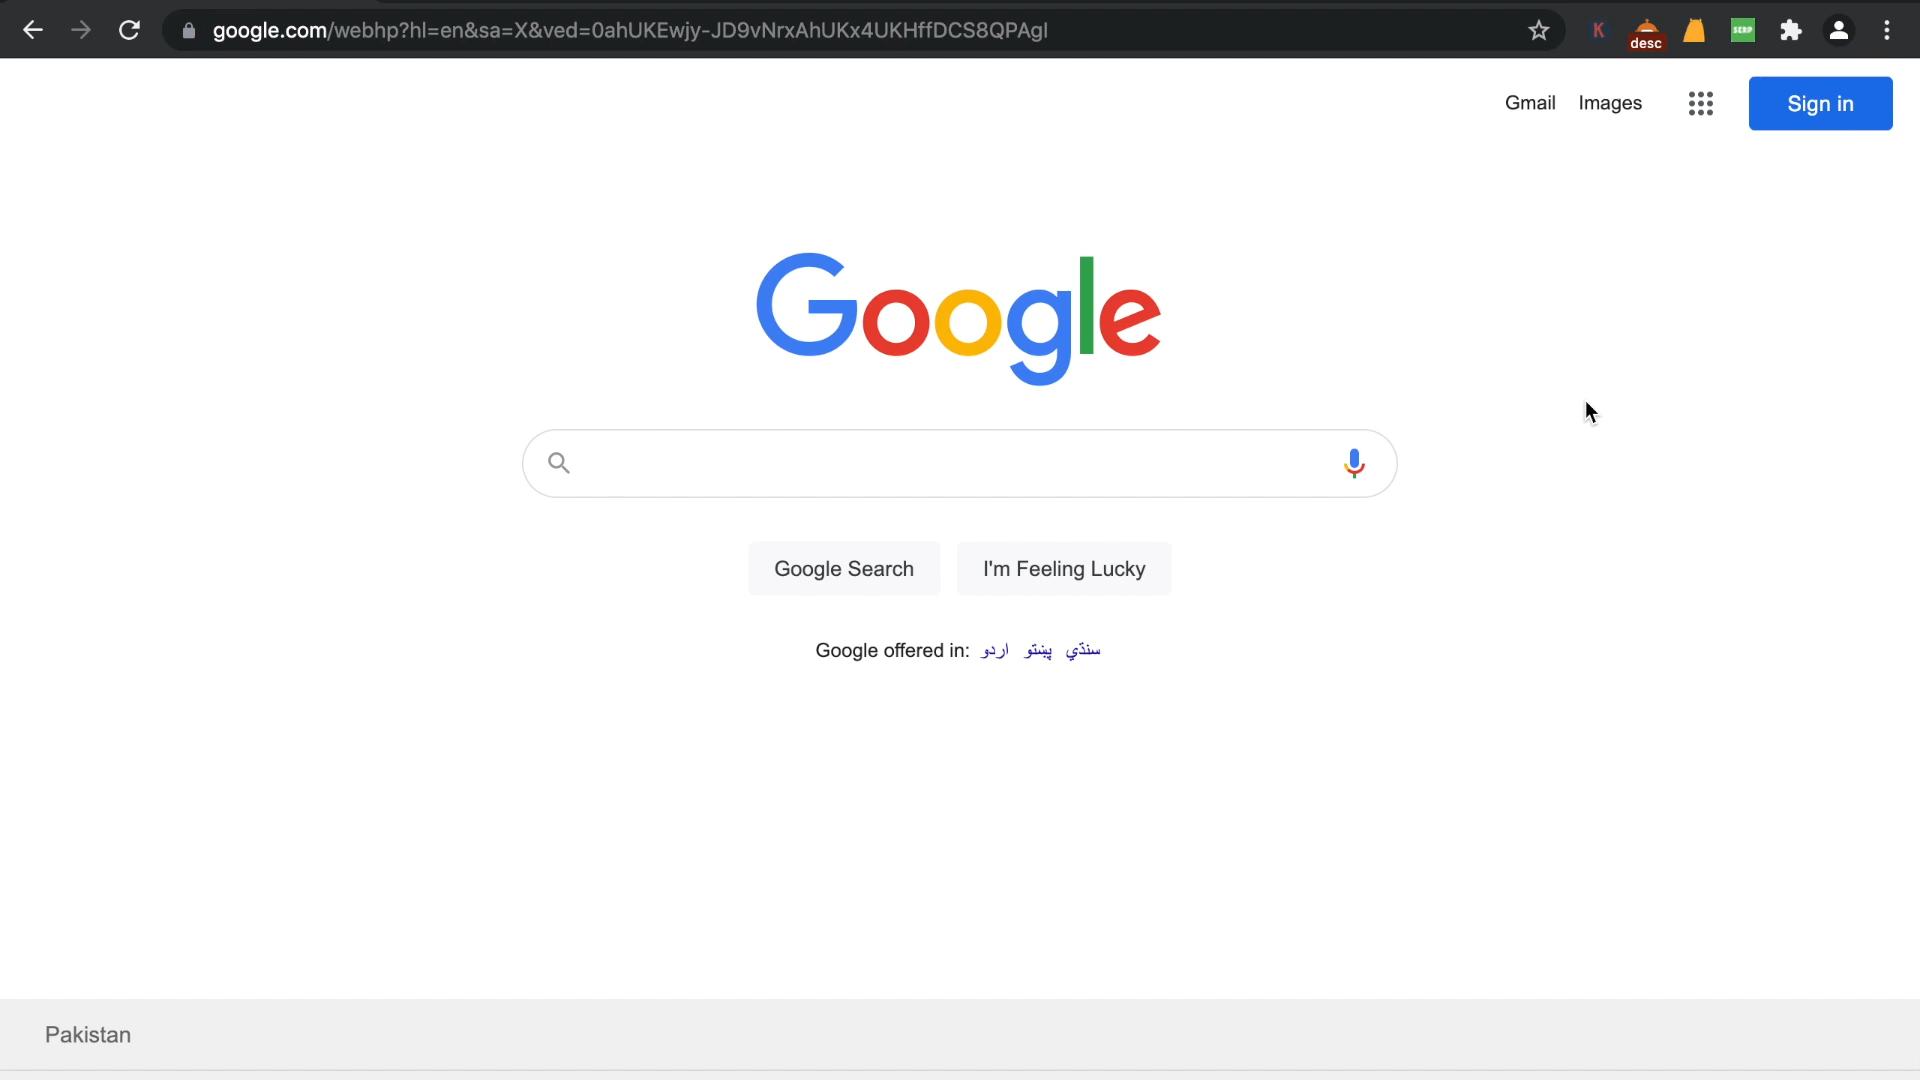 google.com/webhp?hl=en&sa=X&ved=0ahUKEwjy-JD9vNrxAhUKx4UKHffDCS8QPAgI
K
desc
SERP
Gmail Images Sign in
Google
Google Search I'm Feeling Lucky
Google offered in: اردو پښتو سنڌي
Pakistan